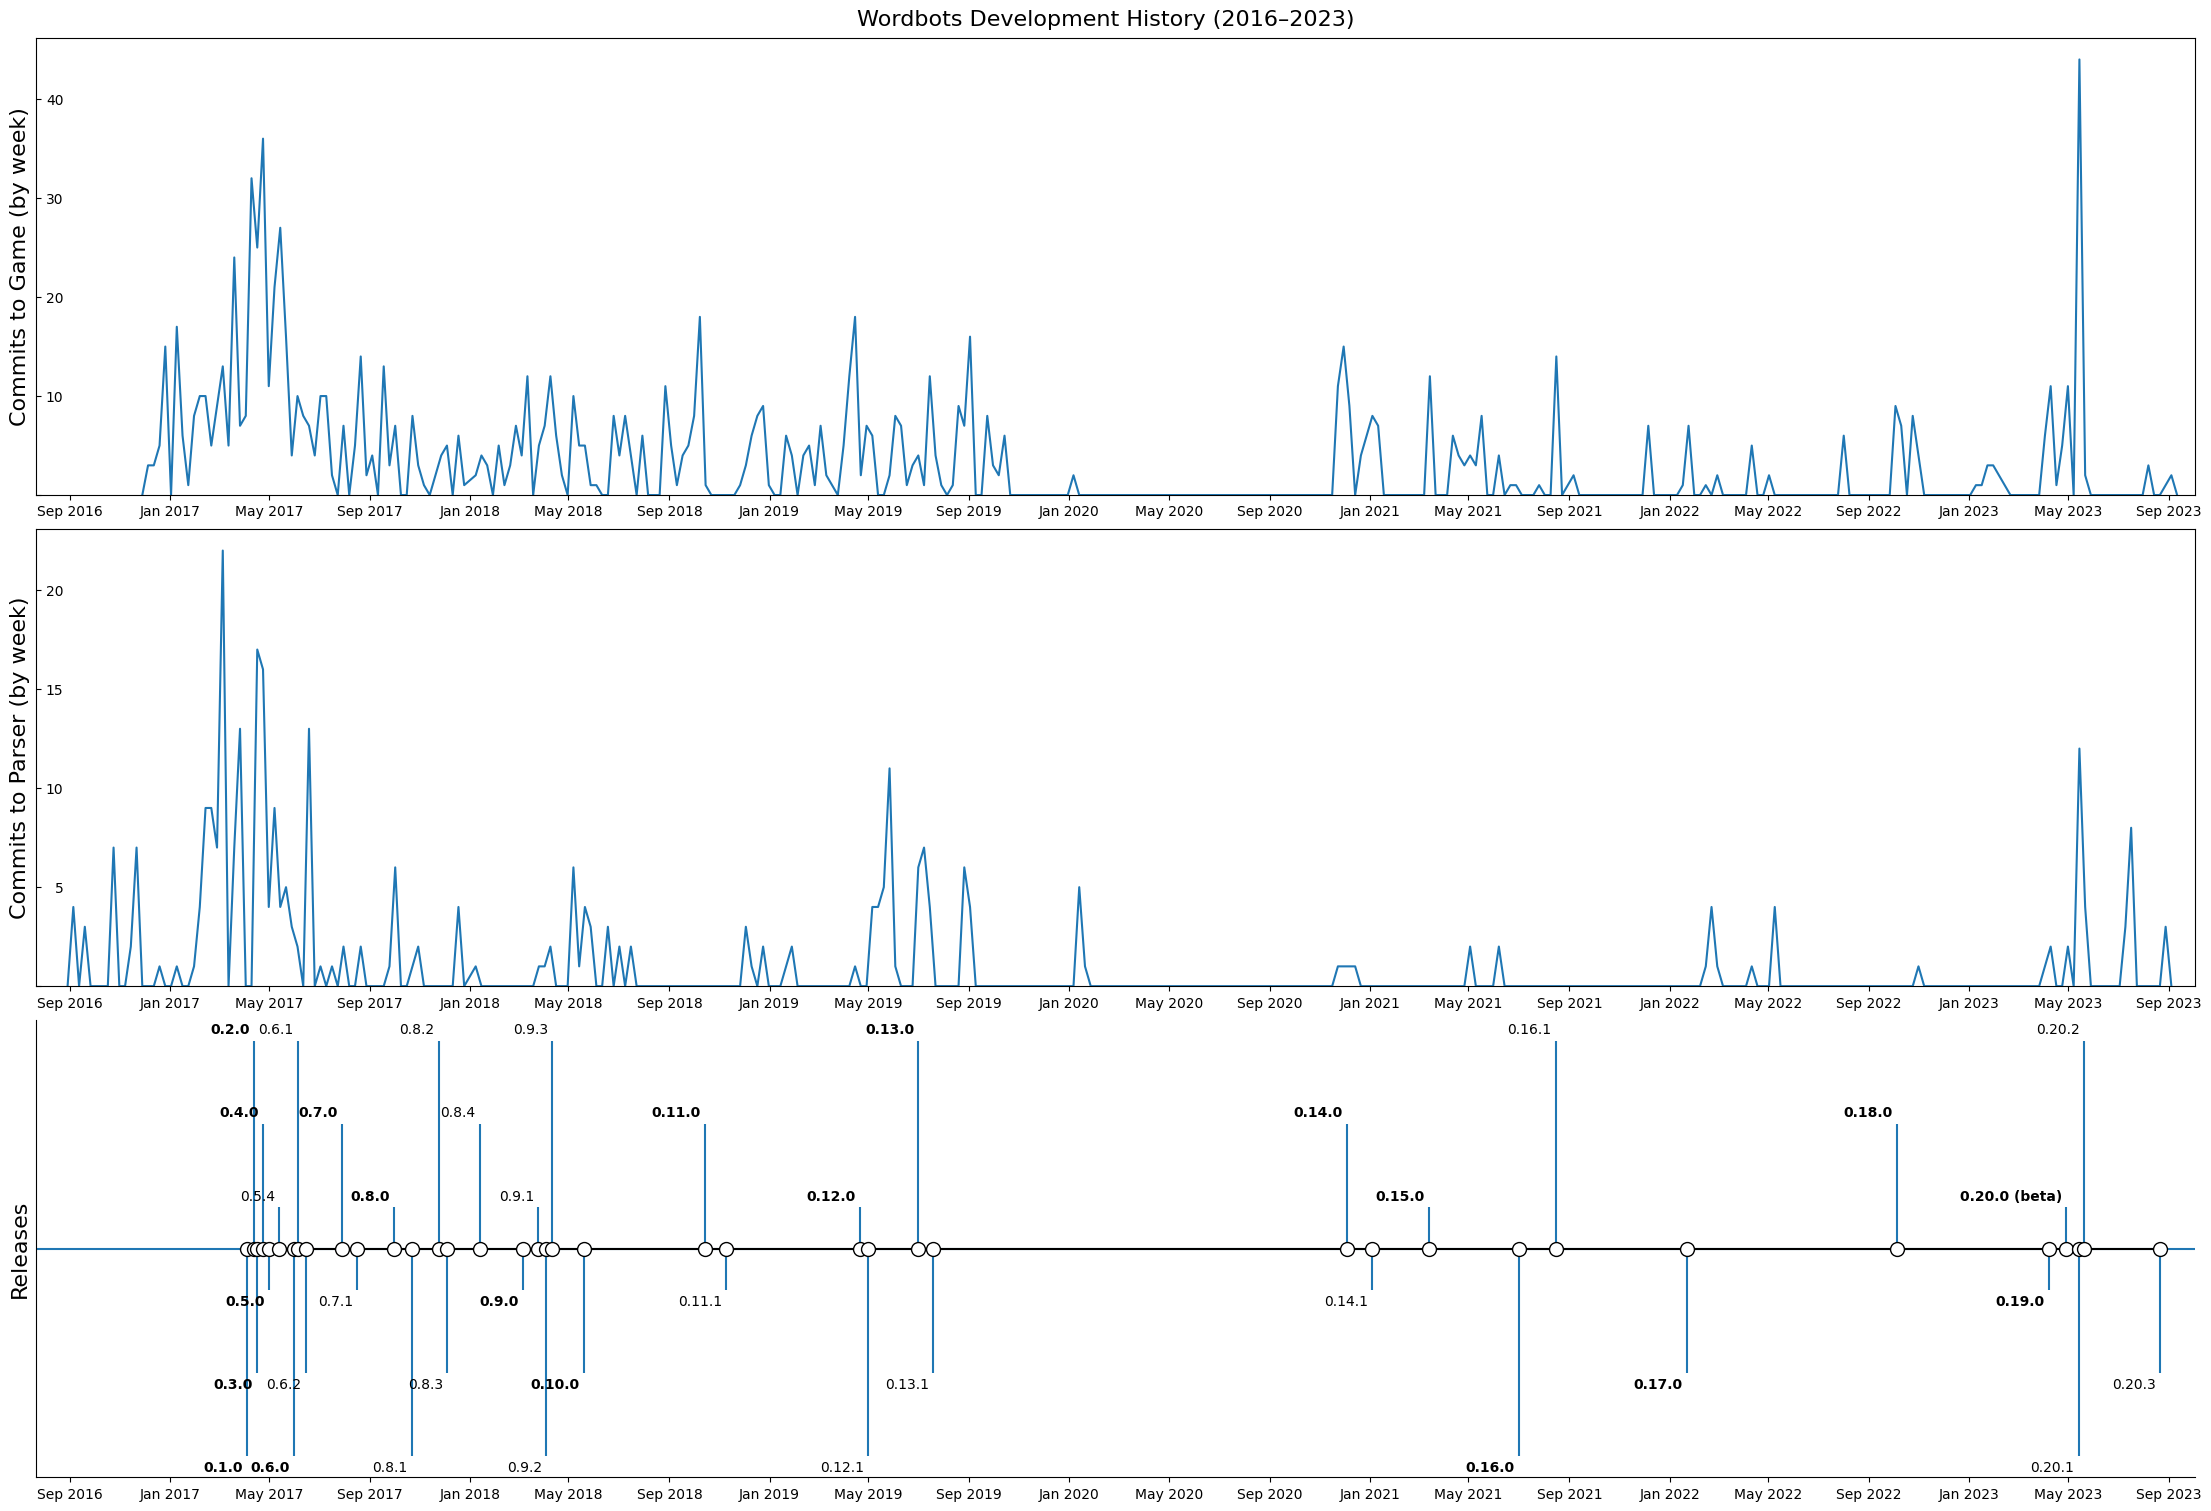 Wordbots Development History (2016–2023)
Commits to Game (by week)
40
30
20
10
Sep 2016 Jan 2017 May 2017 Sep 2017 Jan 2018 May 2018 Sep 2018 Jan 2019 May 2019 Sep 2019 Jan 2020 May 2020 Sep 2020 Jan 2021 May 2021 Sep 2021 Jan 2022 May 2022 Sep 2022 Jan 2023 May 2023 Sep 2023
Commits to Parser (by week)
20
15
10
5
Sep 2016 Jan 2017 May 2017 Sep 2017 Jan 2018 May 2018 Sep 2018 Jan 2019 May 2019 Sep 2019 Jan 2020 May 2020 Sep 2020 Jan 2021 May 2021 Sep 2021 Jan 2022 May 2022 Sep 2022 Jan 2023 May 2023 Sep 2023
Releases
0.2.0 0.6.1 0.8.2 0.9.3 0.13.0 0.16.1 0.20.2
0.4.0 0.7.0 0.8.4 0.11.0 0.14.0 0.18.0
0.5.4 0.8.0 0.9.1 0.12.0 0.15.0 0.20.0 (beta)
0.5.0 0.7.1 0.9.0 0.11.1 0.14.1 0.19.0
0.3.0 0.6.2 0.8.3 0.10.0 0.13.1 0.17.0 0.20.3
0.1.0 0.6.0 0.8.1 0.9.2 0.12.1 0.16.0 0.20.1
Sep 2016 Jan 2017 May 2017 Sep 2017 Jan 2018 May 2018 Sep 2018 Jan 2019 May 2019 Sep 2019 Jan 2020 May 2020 Sep 2020 Jan 2021 May 2021 Sep 2021 Jan 2022 May 2022 Sep 2022 Jan 2023 May 2023 Sep 2023